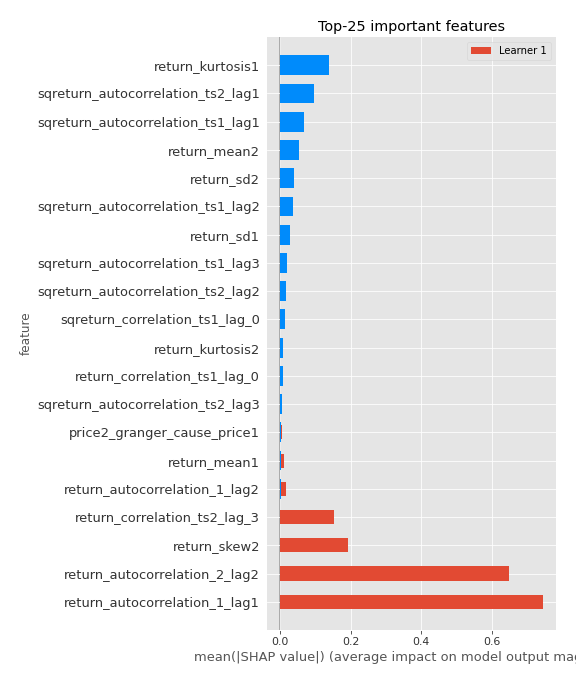 Top-25 important features
Learner 1
return_kurtosis1
sqreturn_autocorrelation_ts2_lag1
sqreturn_autocorrelation_ts1_lag1
return_mean2
return_sd2
sqreturn_autocorrelation_ts1_lag2
return_sd1
sqreturn_autocorrelation_ts1_lag3
sqreturn_autocorrelation_ts2_lag2
sqreturn_correlation_ts1_lag_0
return_kurtosis2
return_correlation_ts1_lag_0
sqreturn_autocorrelation_ts2_lag3
price2_granger_cause_price1
return_mean1
return_autocorrelation_1_lag2
return_correlation_ts2_lag_3
return_skew2
return_autocorrelation_2_lag2
return_autocorrelation_1_lag1
feature
0.0 0.2 0.4 0.6
mean(|SHAP value|) (average impact on model output mag